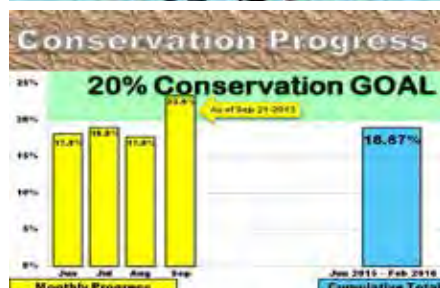 Conservation Progress
20% Conservation GOAL
25%
As of Sep 21-2015
20%
18.67%
15%
10%
5%
0%
Jun Jul Aug Sep
Jun 2015 - Feb 2016
Monthly Progress
Cumulative Total